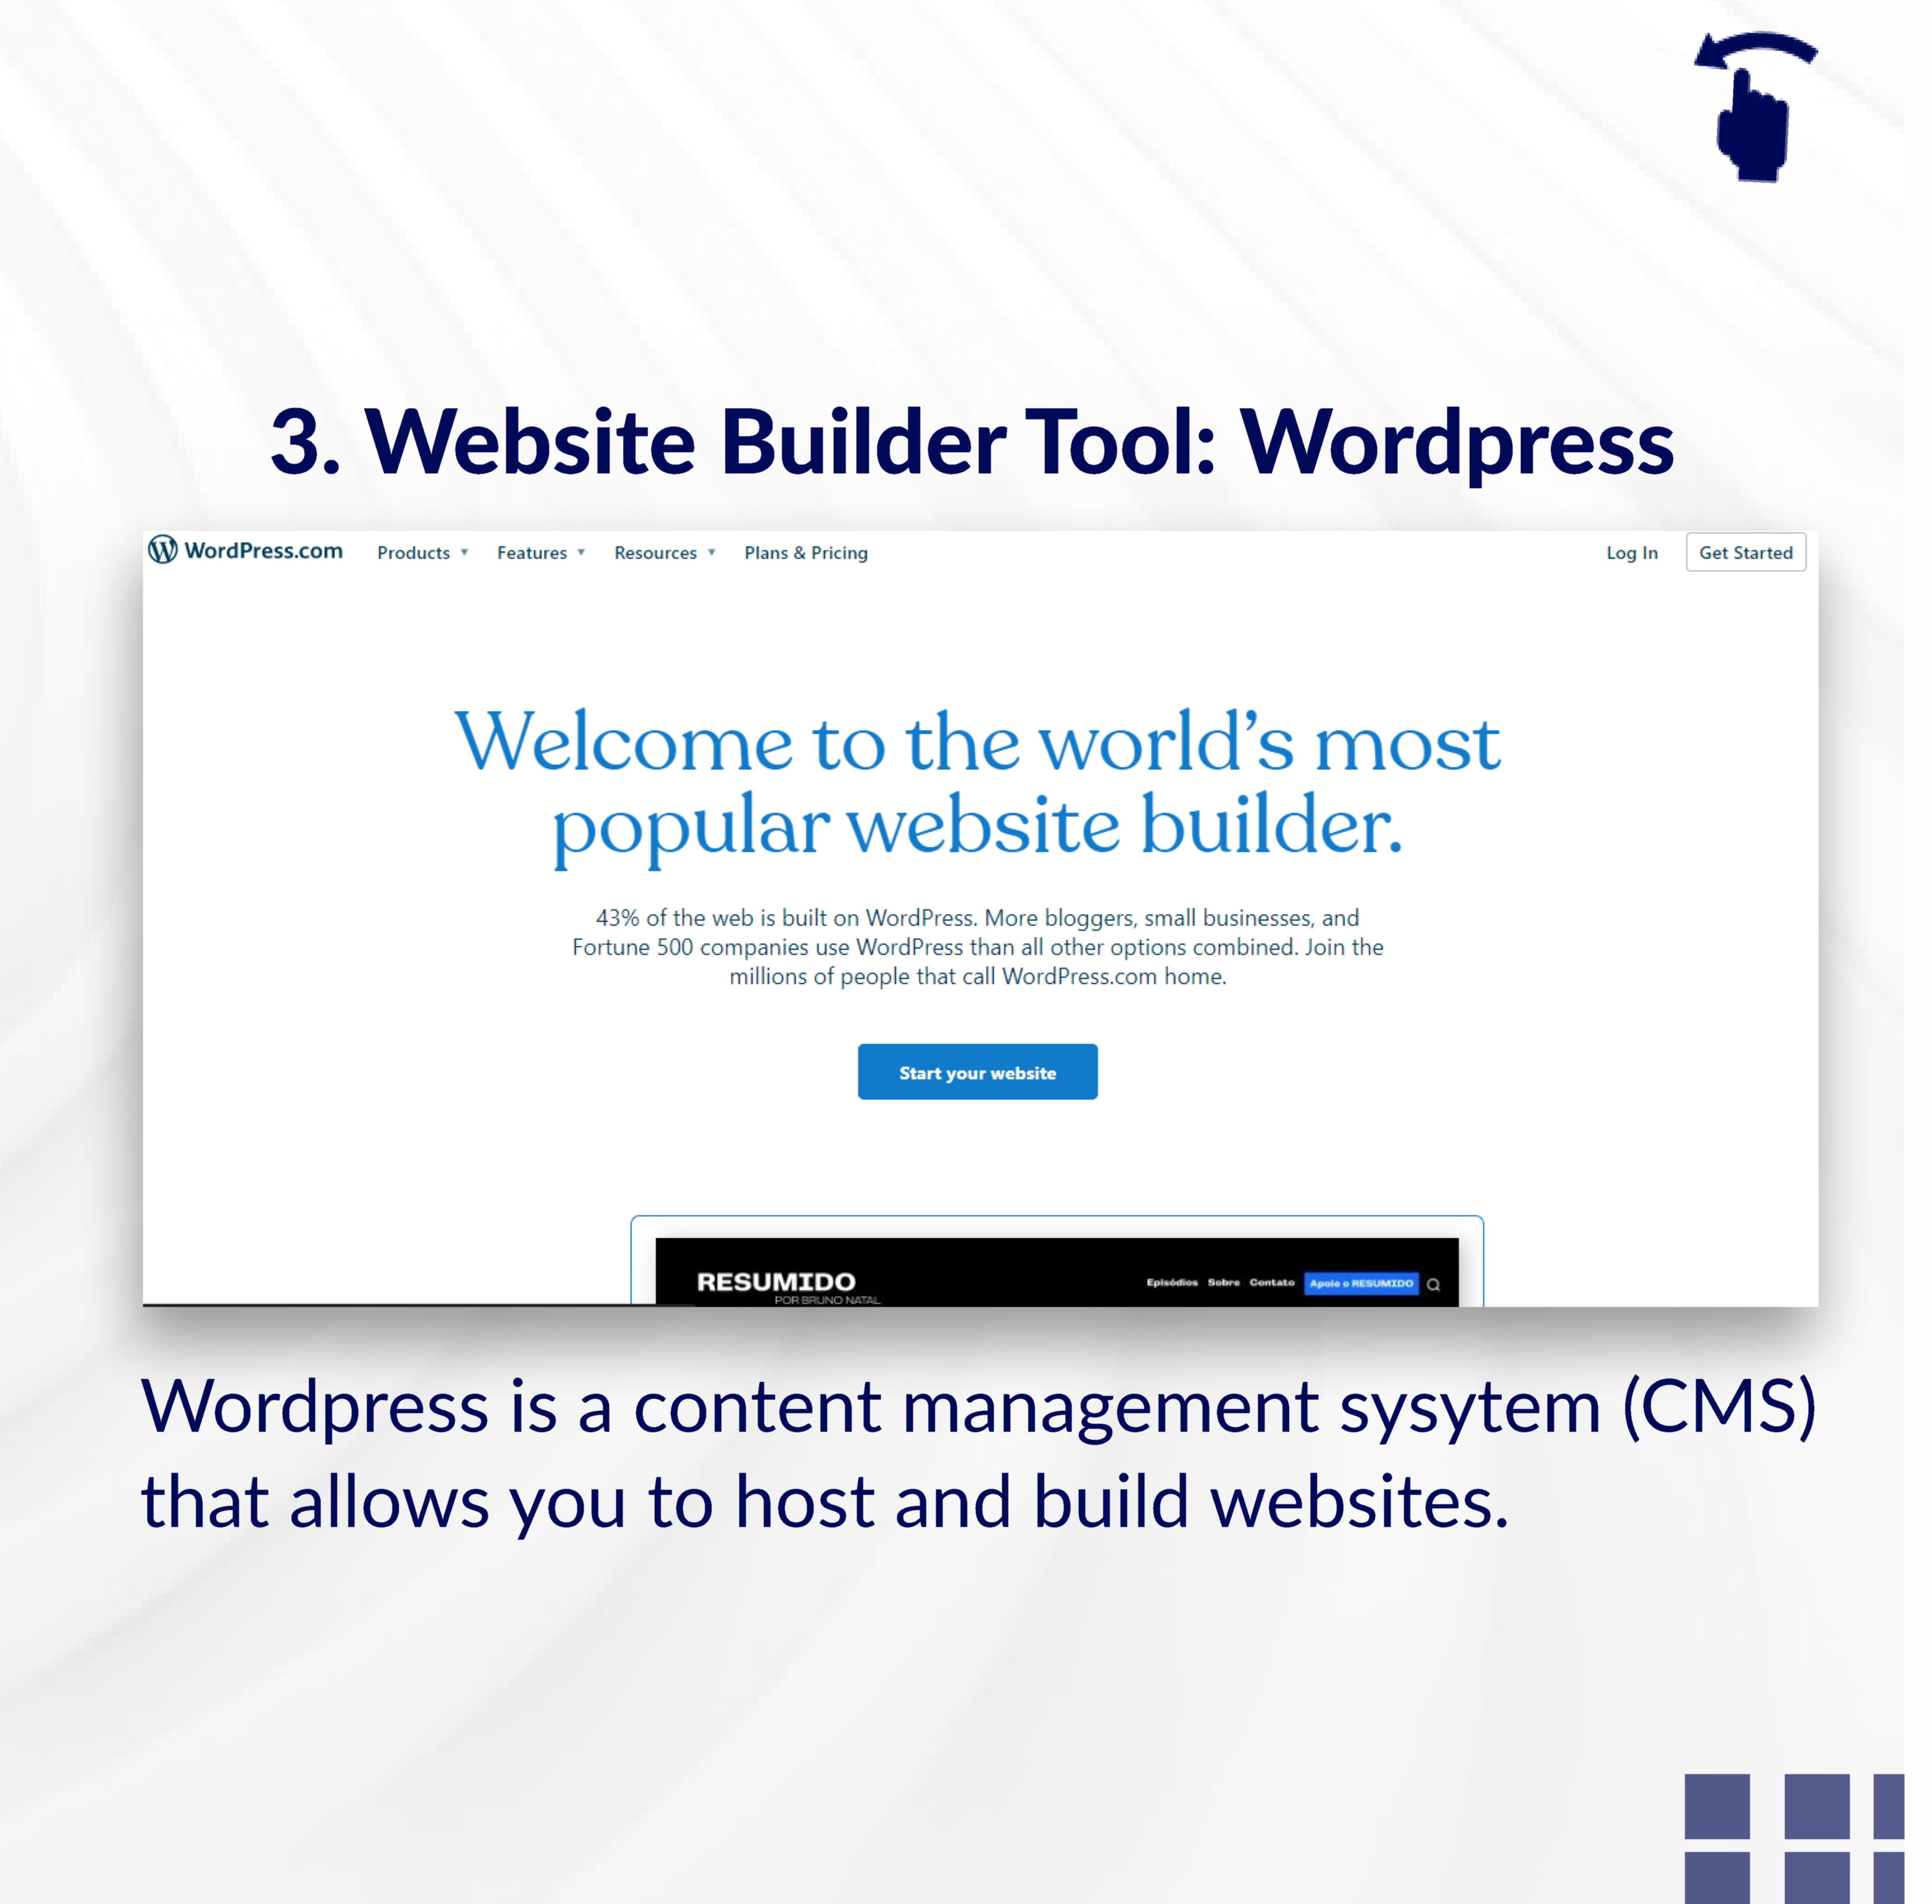 3. Website Builder Tool: Wordpress
WordPress.com Products Features Resources Plans & Pricing Log In Get Started
Welcome to the world's most
popular website builder.
43% of the web is built on WordPress. More bloggers, small businesses, and
Fortune 500 companies use WordPress than all other options combined. Join the
millions of people that call WordPress.com home.
Start your website
RESUMIDO Episódios Sobre Contato Apoie o RESUMIDO
POR BRUNO NATAL
Wordpress is a content management sysytem (CMS)
that allows you to host and build websites.